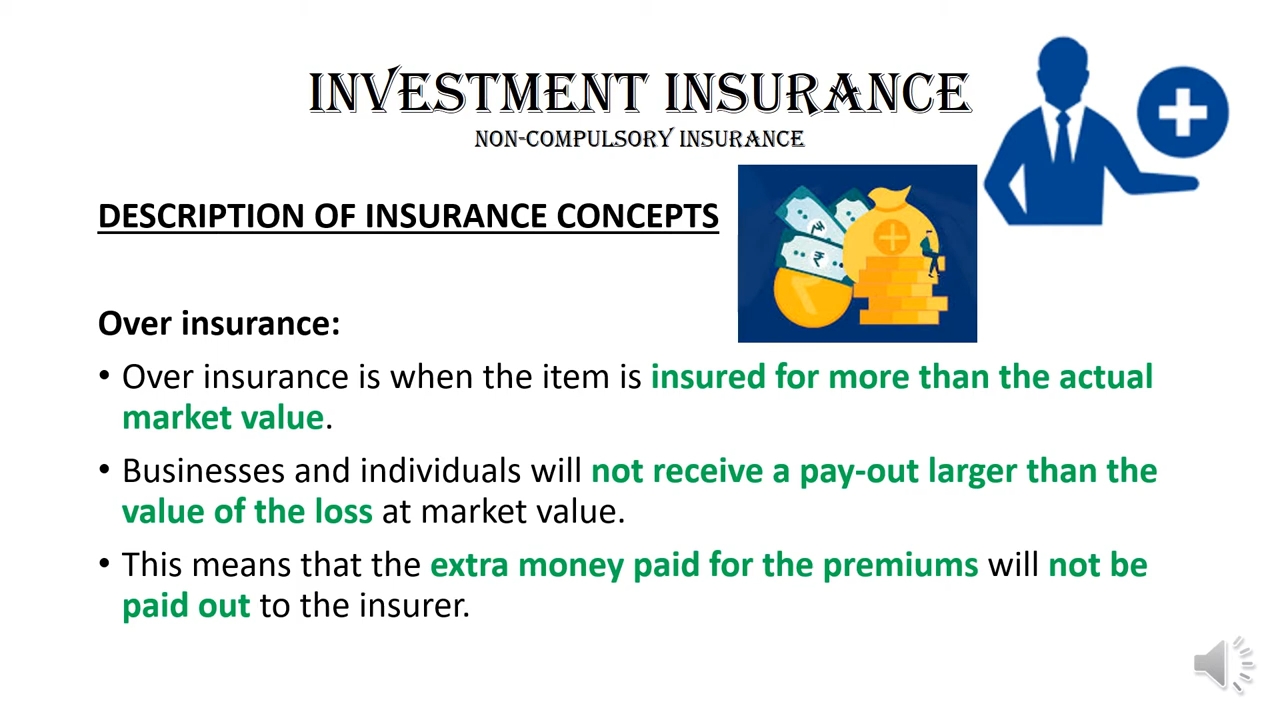 INVESTMENT INSURANCE
NON-COMPULSORY INSURANCE
DESCRIPTION OF INSURANCE CONCEPTS
Over insurance:
• Over insurance is when the item is insured for more than the actual
market value.
• Businesses and individuals will not receive a pay-out larger than the
value of the loss at market value.
• This means that the extra money paid for the premiums will not be
paid out to the insurer.